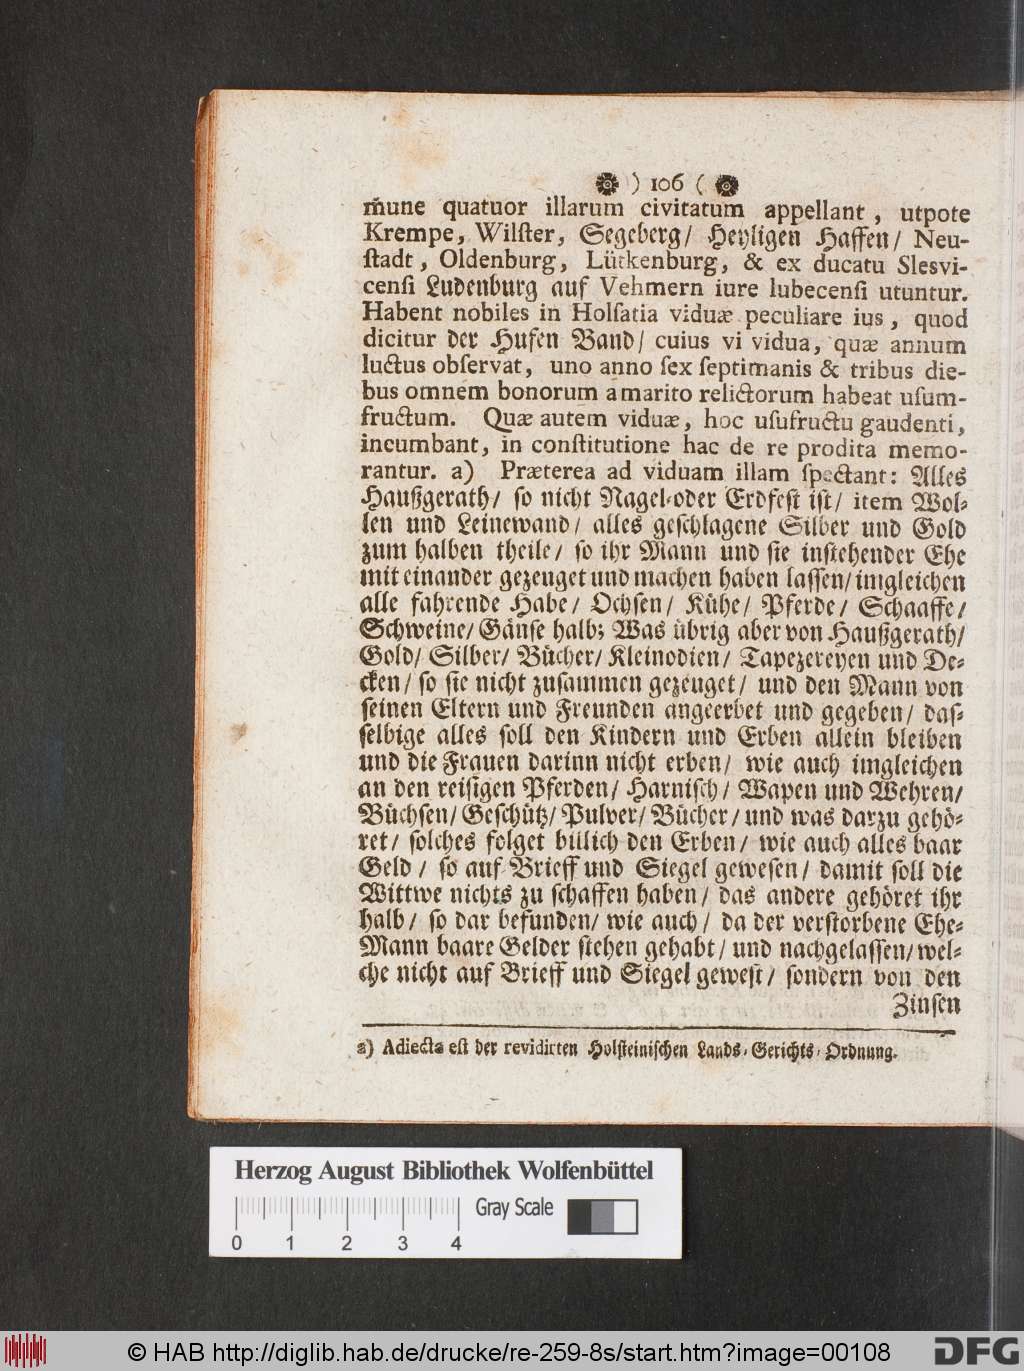 ) 106 (
m̃une quatuor illarum civitatum appellant, utpote
Krempe, Wilſter, Segeberg/ Heyligen Haffen/ Neu-
ſtadt, Oldenburg, Lütkenburg, & ex ducatu Slesvi-
cenſi Ludenburg auf Vehmern iure lubecenſi utuntur.
Habent nobiles in Holſatia viduæ peculiare ius, quod
dicitur der Hufen Band/ cuius vi vidua, quæ annum
luctus obſervat, uno anno ſex ſeptimanis & tribus die-
bus omnem bonorum a marito relictorum habeat uſum-
fructum. Quæ autem viduæ, hoc uſufructu gaudenti,
incumbant, in conſtitutione hac de re prodita memo-
rantur. a) Præterea ad viduam illam ſpectant: Alles
Haußgerath/ ſo nicht Nagel-oder Erdfeſt iſt/ item Wol-
len und Leinewand/ alles geſchlagene Silber und Gold
zum halben theile/ ſo ihr Mann und ſie inſtehender Ehe
mit einander gezeuget und machen haben laſſen/ imgleichen
alle fahrende Habe/ Ochſen/ Kühe/ Pferde/ Schaaffe/
Schweine/ Gänſe halb; Was übrig aber von Haußgerath/
Gold/ Silber/ Bücher/ Kleinodien/ Tapezereyen und De-
cken/ ſo ſie nicht zuſammen gezeuget/ und den Mann von
ſeinen Eltern und Freunden angeerbet und gegeben/ daſ-
ſelbige alles ſoll den Kindern und Erben allein bleiben
und die Frauen darinn nicht erben/ wie auch imgleichen
an den reiſigen Pferden/ Harniſch/ Wapen und Wehren/
Büchſen/ Geſchütz/ Pulver/ Bücher/ und was darzu gehö-
ret/ ſolches folget billich den Erben/ wie auch alles baar
Geld/ ſo auf Brieff und Siegel geweſen/ damit ſoll die
Wittwe nichts zu ſchaffen haben/ das andere gehöret ihr
halb/ ſo dar befunden/ wie auch/ da der verſtorbene Ehe-
Mann baare Gelder ſtehen gehabt/ und nachgelaſſen/ wel-
che nicht auf Brieff und Siegel geweſt/ ſondern von den
Zinſen
a) Adiecta eſt der revidirten Holſteiniſchen Lands-Gerichts-Ordnung.
Herzog August Bibliothek Wolfenbüttel
Gray Scale
0 1 2 3 4
© HAB http://diglib.hab.de/drucke/re-259-8s/start.htm?image=00108
DFG